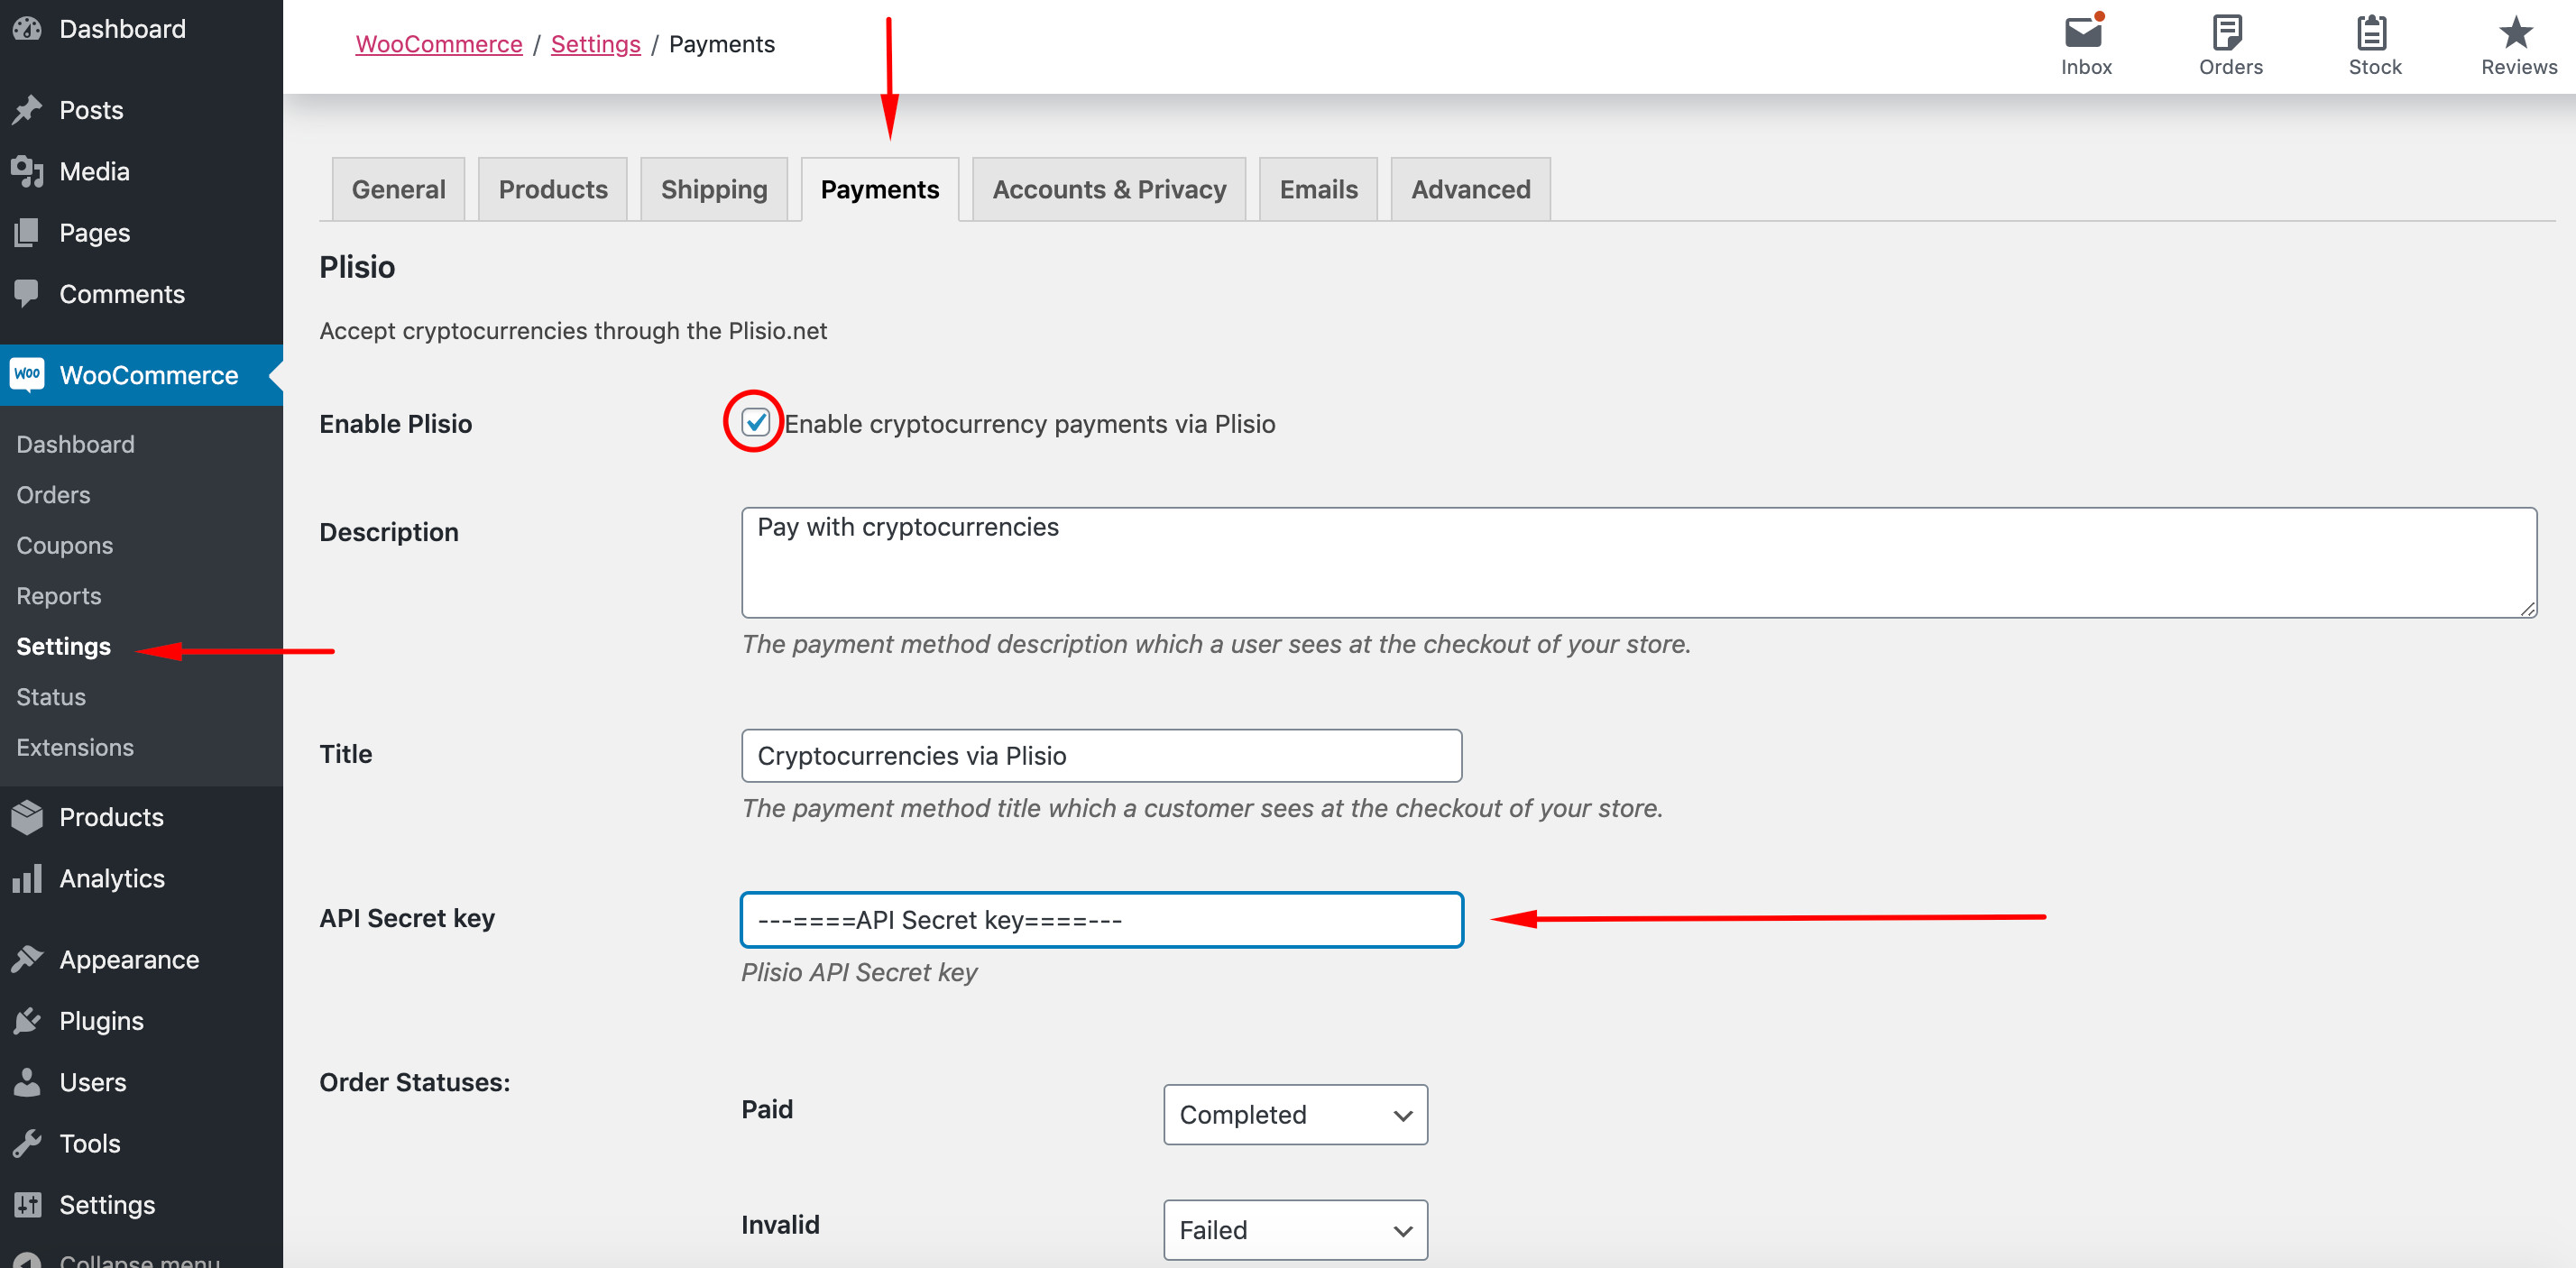 Dashboard
Posts
Media
Pages
Comments
Woo WooCommerce
Dashboard
Orders
Coupons
Reports
Settings
Status
Extensions
Products
Analytics
Appearance
Plugins
Users
Tools
Settings
Collapse menu
WooCommerce / Settings / Payments
Inbox Orders Stock Reviews
General Products Shipping Payments Accounts & Privacy Emails Advanced
Plisio
Accept cryptocurrencies through the Plisio.net
Enable Plisio Enable cryptocurrency payments via Plisio
Description Pay with cryptocurrencies
The payment method description which a user sees at the checkout of your store.
Title Cryptocurrencies via Plisio
The payment method title which a customer sees at the checkout of your store.
API Secret key ---====API Secret key====---
Plisio API Secret key
Order Statuses:
Paid Completed
Invalid Failed